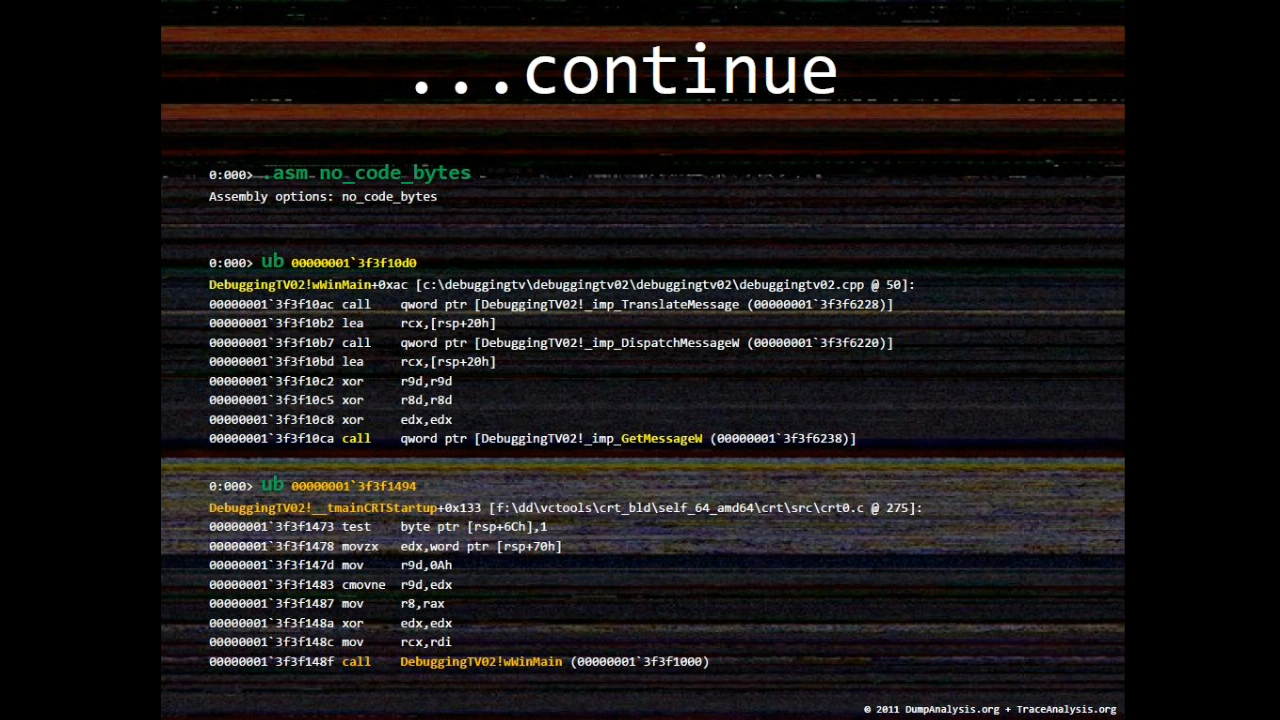 ...continue
0:000> .asm no_code_bytes
Assembly options: no_code_bytes
0:000> ub 00000001`3f3f10d0
DebuggingTV02!wWinMain+0xac [c:\debuggingtv\debuggingtv02\debuggingtv02\debuggingtv02.cpp @ 50]:
00000001`3f3f10ac call    qword ptr [DebuggingTV02!_imp_TranslateMessage (00000001`3f3f6228)]
00000001`3f3f10b2 lea     rcx,[rsp+20h]
00000001`3f3f10b7 call    qword ptr [DebuggingTV02!_imp_DispatchMessageW (00000001`3f3f6220)]
00000001`3f3f10bd lea     rcx,[rsp+20h]
00000001`3f3f10c2 xor     r9d,r9d
00000001`3f3f10c5 xor     r8d,r8d
00000001`3f3f10c8 xor     edx,edx
00000001`3f3f10ca call    qword ptr [DebuggingTV02!_imp_GetMessageW (00000001`3f3f6238)]
0:000> ub 00000001`3f3f1494
DebuggingTV02!__tmainCRTStartup+0x133 [f:\dd\vctools\crt_bld\self_64_amd64\crt\src\crt0.c @ 275]:
00000001`3f3f1473 test    byte ptr [rsp+6Ch],1
00000001`3f3f1478 movzx   edx,word ptr [rsp+70h]
00000001`3f3f147d mov     r9d,0Ah
00000001`3f3f1483 cmovne  r9d,edx
00000001`3f3f1487 mov     r8,rax
00000001`3f3f148a xor     edx,edx
00000001`3f3f148c mov     rcx,rdi
00000001`3f3f148f call    DebuggingTV02!wWinMain (00000001`3f3f1000)
© 2011 DumpAnalysis.org + TraceAnalysis.org